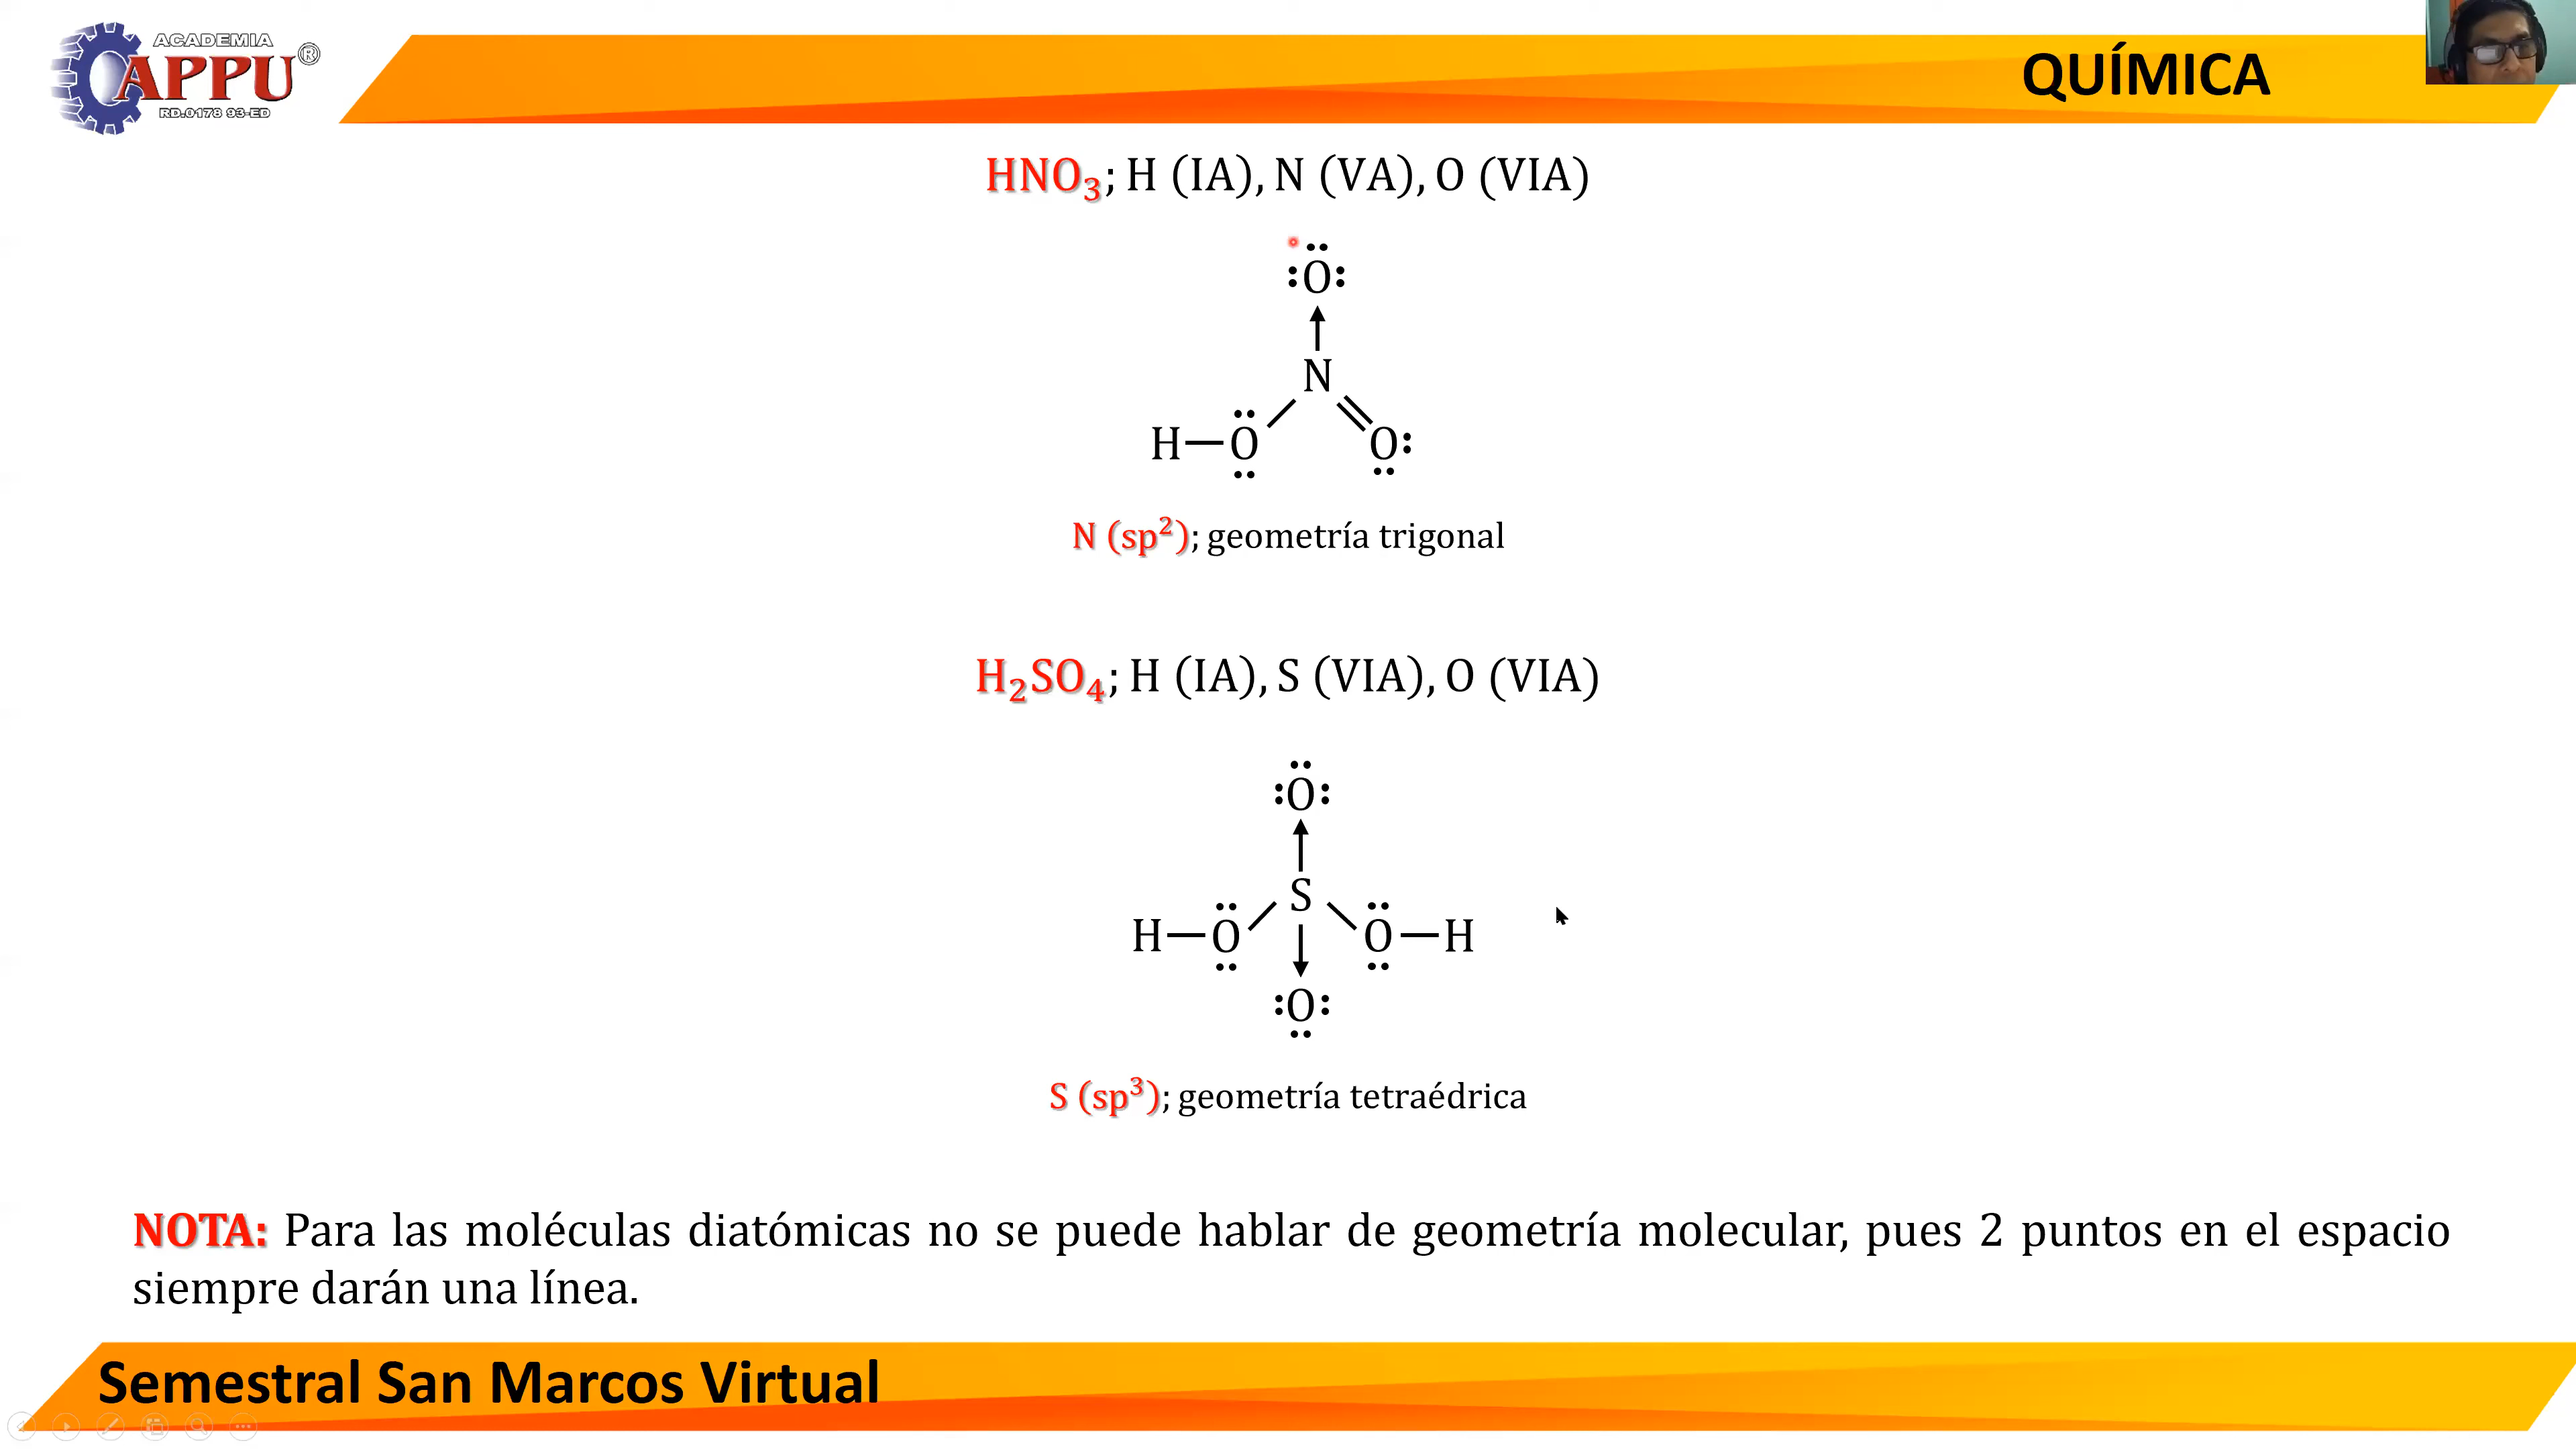 ACADEMIA
APPU®
RD.0178 93-ED
QUÍMICA
HNO₃; H (IA), N (VA), O (VIA)
O
N
H—O O
N (sp²); geometría trigonal
H₂SO₄; H (IA), S (VIA), O (VIA)
O
S
H—O O—H
O
S (sp³); geometría tetraédrica
NOTA: Para las moléculas diatómicas no se puede hablar de geometría molecular, pues 2 puntos en el espacio
siempre darán una línea.
Semestral San Marcos Virtual